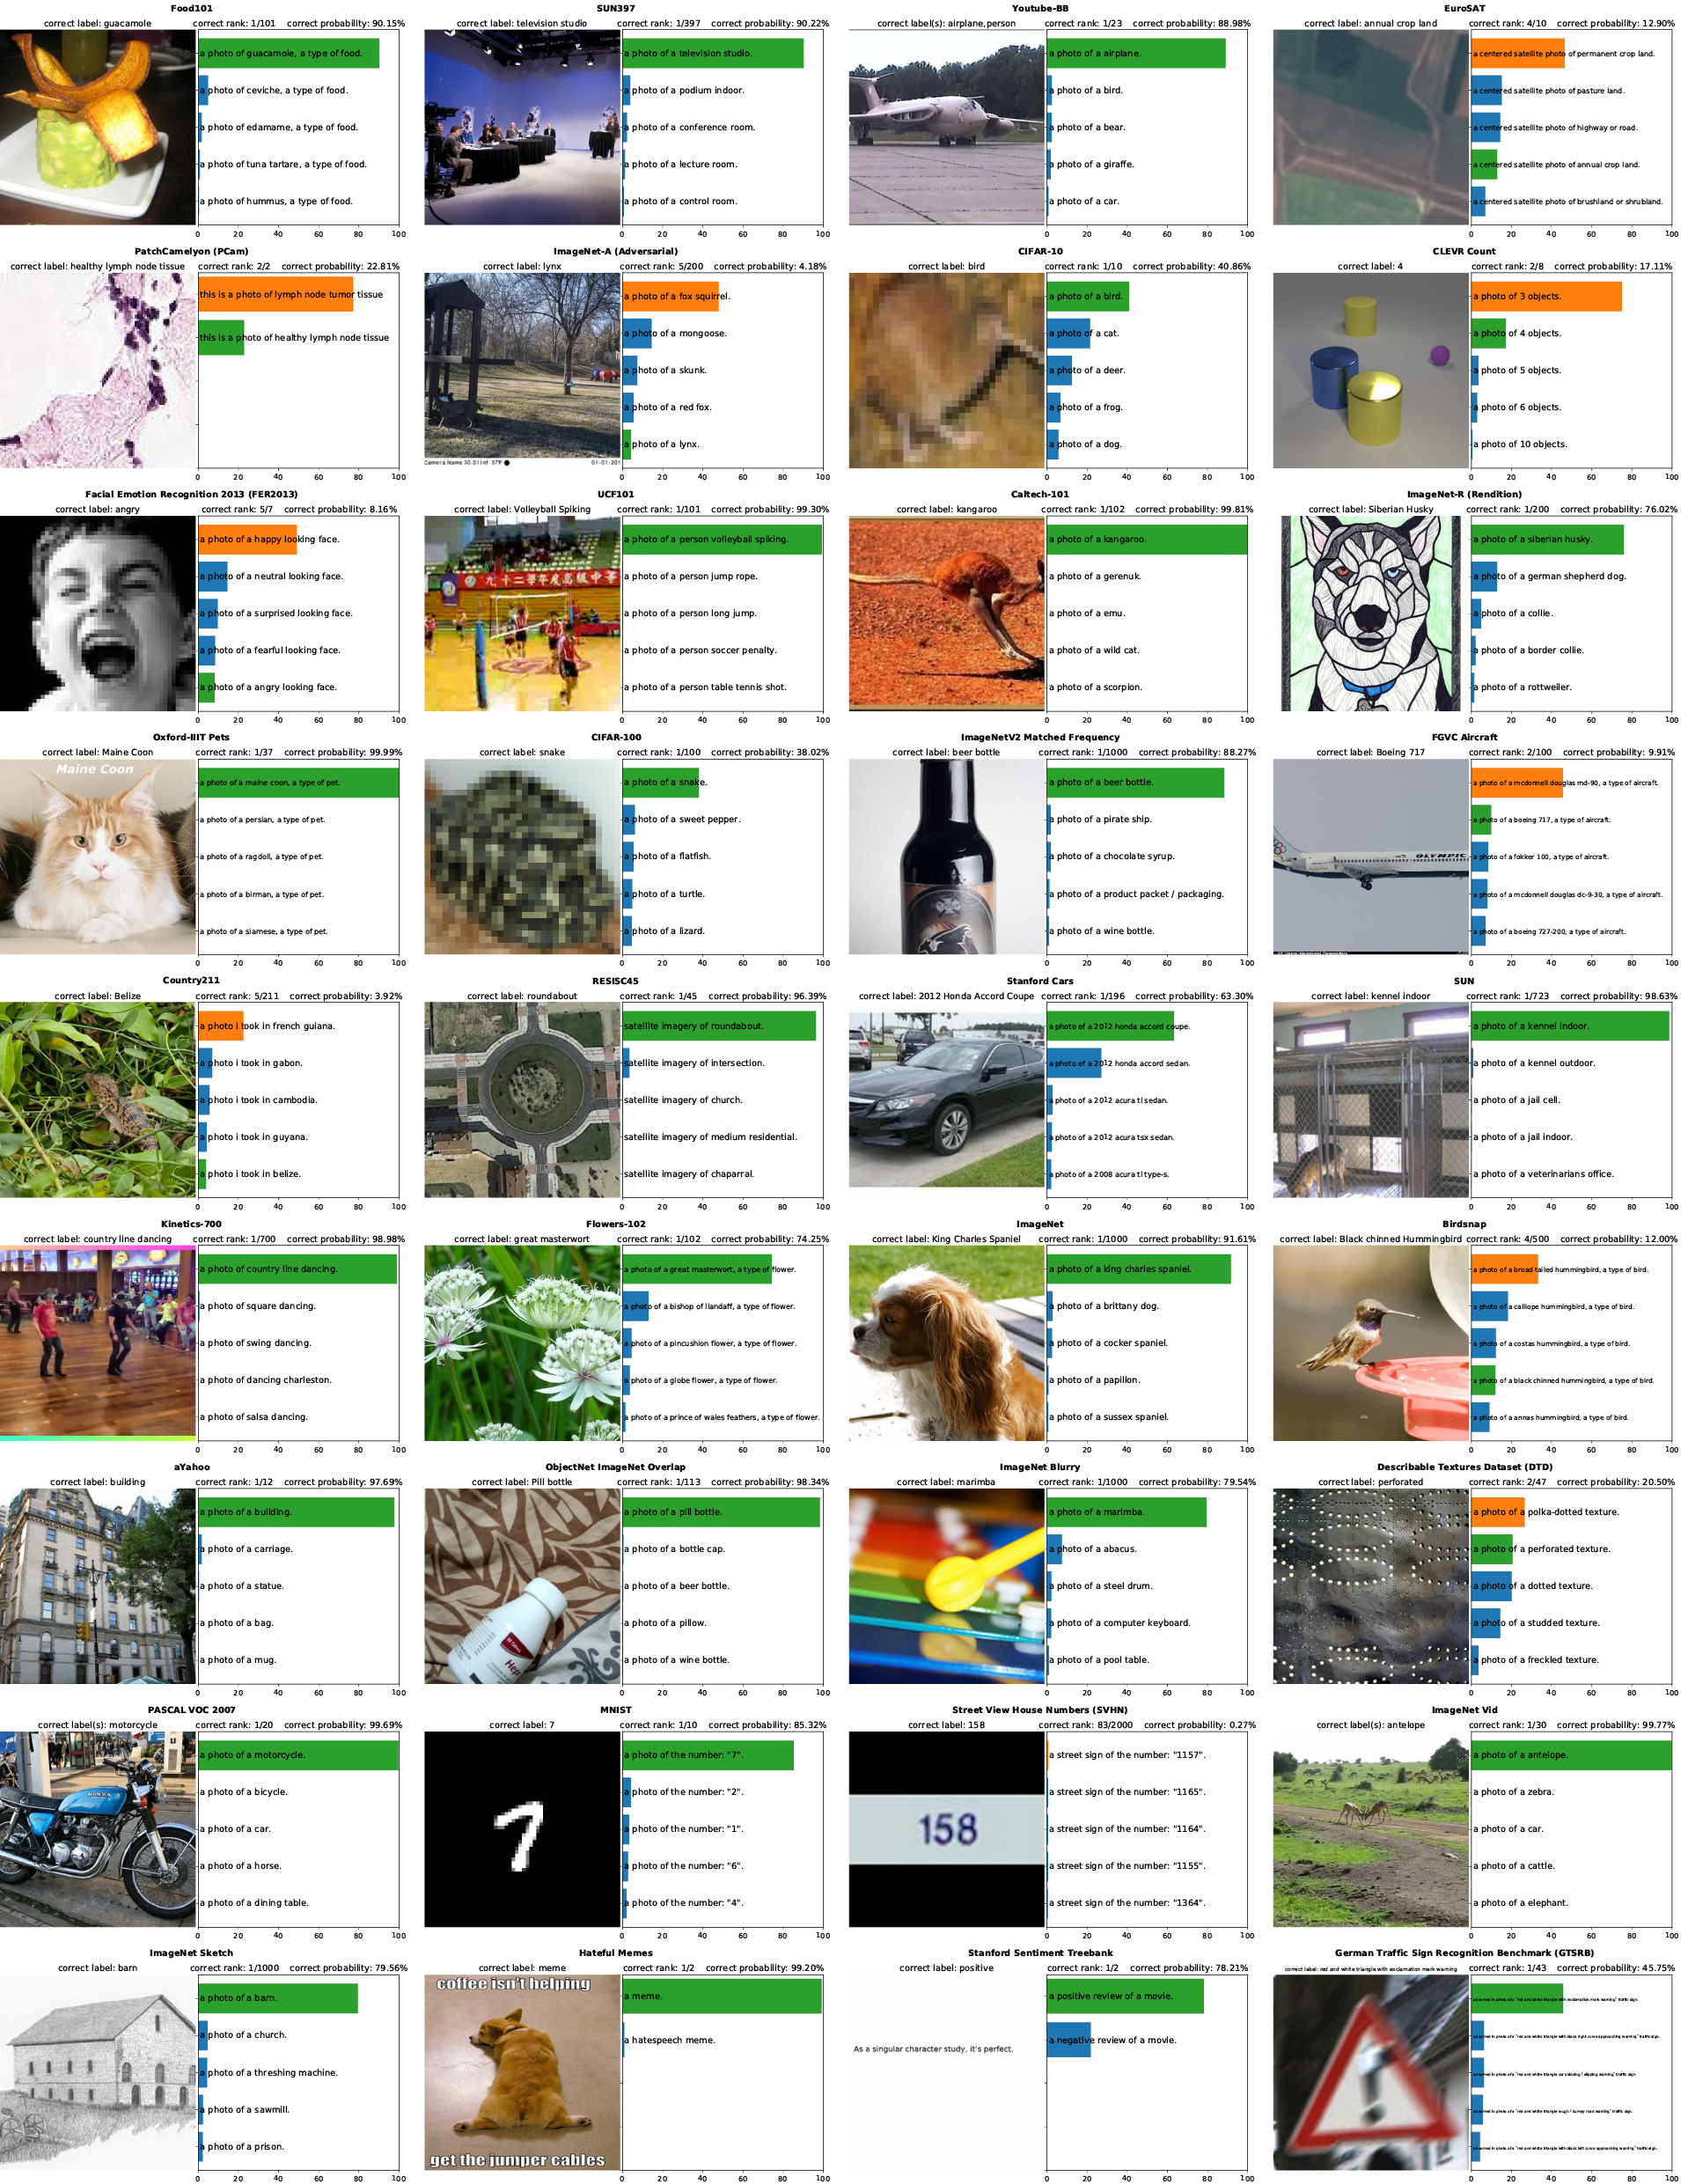 Food101
correct label: guacamole correct rank: 1/101 correct probability: 90.15%
a photo of guacamole, a type of food.
a photo of ceviche, a type of food.
a photo of edamame, a type of food.
a photo of tuna tartare, a type of food.
a photo of hummus, a type of food.
0 20 40 60 80 100
SUN397
correct label: television studio correct rank: 1/397 correct probability: 90.22%
a photo of a television studio.
a photo of a podium indoor.
a photo of a conference room.
a photo of a lecture room.
a photo of a control room.
0 20 40 60 80 100
Youtube-BB
correct label(s): airplane,person correct rank: 1/23 correct probability: 88.98%
a photo of a airplane.
a photo of a bird.
a photo of a bear.
a photo of a giraffe.
a photo of a car.
0 20 40 60 80 100
EuroSAT
correct label: annual crop land correct rank: 4/10 correct probability: 12.90%
a centered satellite photo of permanent crop land.
a centered satellite photo of pasture land.
a centered satellite photo of highway or road.
a centered satellite photo of annual crop land.
a centered satellite photo of brushland or shrubland.
0 20 40 60 80 100
PatchCamelyon (PCam)
correct label: healthy lymph node tissue correct rank: 2/2 correct probability: 22.81%
this is a photo of lymph node tumor tissue
this is a photo of healthy lymph node tissue
0 20 40 60 80 100
ImageNet-A (Adversarial)
correct label: lynx correct rank: 5/200 correct probability: 4.18%
a photo of a fox squirrel.
a photo of a mongoose.
a photo of a skunk.
a photo of a red fox.
a photo of a lynx.
Camera Name 30.01 37F 01-01-201
0 20 40 60 80 100
CIFAR-10
correct label: bird correct rank: 1/10 correct probability: 40.86%
a photo of a bird.
a photo of a cat.
a photo of a deer.
a photo of a frog.
a photo of a dog.
0 20 40 60 80 100
CLEVR Count
correct label: 4 correct rank: 2/8 correct probability: 17.11%
a photo of 3 objects.
a photo of 4 objects.
a photo of 5 objects.
a photo of 6 objects.
a photo of 10 objects.
0 20 40 60 80 100
Facial Emotion Recognition 2013 (FER2013)
correct label: angry correct rank: 5/7 correct probability: 8.16%
a photo of a happy looking face.
a photo of a neutral looking face.
a photo of a surprised looking face.
a photo of a fearful looking face.
a photo of a angry looking face.
0 20 40 60 80 100
UCF101
correct label: Volleyball Spiking correct rank: 1/101 correct probability: 99.30%
a photo of a person volleyball spiking.
a photo of a person jump rope.
a photo of a person long jump.
a photo of a person soccer penalty.
a photo of a person table tennis shot.
九十二學年度高級中等
0 20 40 60 80 100
Caltech-101
correct label: kangaroo correct rank: 1/102 correct probability: 99.81%
a photo of a kangaroo.
a photo of a gerenuk.
a photo of a emu.
a photo of a wild cat.
a photo of a scorpion.
0 20 40 60 80 100
ImageNet-R (Rendition)
correct label: Siberian Husky correct rank: 1/200 correct probability: 76.02%
a photo of a siberian husky.
a photo of a german shepherd dog.
a photo of a collie.
a photo of a border collie.
a photo of a rottweiler.
0 20 40 60 80 100
Oxford-IIIT Pets
correct label: Maine Coon correct rank: 1/37 correct probability: 99.99%
Maine Coon
a photo of a maine coon, a type of pet.
a photo of a persian, a type of pet.
a photo of a ragdoll, a type of pet.
a photo of a birman, a type of pet.
a photo of a siamese, a type of pet.
0 20 40 60 80 100
CIFAR-100
correct label: snake correct rank: 1/100 correct probability: 38.02%
a photo of a snake.
a photo of a sweet pepper.
a photo of a flatfish.
a photo of a turtle.
a photo of a lizard.
0 20 40 60 80 100
ImageNetV2 Matched Frequency
correct label: beer bottle correct rank: 1/1000 correct probability: 88.27%
a photo of a beer bottle.
a photo of a pirate ship.
a photo of a chocolate syrup.
a photo of a product packet / packaging.
a photo of a wine bottle.
0 20 40 60 80 100
FGVC Aircraft
correct label: Boeing 717 correct rank: 2/100 correct probability: 9.91%
a photo of a mcdonnell douglas md-90, a type of aircraft.
a photo of a boeing 717, a type of aircraft.
a photo of a fokker 100, a type of aircraft.
a photo of a mcdonnell douglas dc-9-30, a type of aircraft.
a photo of a boeing 727-200, a type of aircraft.
OLYMPIC
0 20 40 60 80 100
Country211
correct label: Belize correct rank: 5/211 correct probability: 3.92%
a photo i took in french guiana.
a photo i took in gabon.
a photo i took in cambodia.
a photo i took in guyana.
a photo i took in belize.
0 20 40 60 80 100
RESISC45
correct label: roundabout correct rank: 1/45 correct probability: 96.39%
satellite imagery of roundabout.
satellite imagery of intersection.
satellite imagery of church.
satellite imagery of medium residential.
satellite imagery of chaparral.
0 20 40 60 80 100
Stanford Cars
correct label: 2012 Honda Accord Coupe correct rank: 1/196 correct probability: 63.30%
a photo of a 2012 honda accord coupe.
a photo of a 2012 honda accord sedan.
a photo of a 2012 acura tl sedan.
a photo of a 2012 acura tsx sedan.
a photo of a 2008 acura tl type-s.
0 20 40 60 80 100
SUN
correct label: kennel indoor correct rank: 1/723 correct probability: 98.63%
a photo of a kennel indoor.
a photo of a kennel outdoor.
a photo of a jail cell.
a photo of a jail indoor.
a photo of a veterinarians office.
0 20 40 60 80 100
Kinetics-700
correct label: country line dancing correct rank: 1/700 correct probability: 98.98%
a photo of country line dancing.
a photo of square dancing.
a photo of swing dancing.
a photo of dancing charleston.
a photo of salsa dancing.
0 20 40 60 80 100
Flowers-102
correct label: great masterwort correct rank: 1/102 correct probability: 74.25%
a photo of a great masterwort, a type of flower.
a photo of a bishop of llandaff, a type of flower.
a photo of a pincushion flower, a type of flower.
a photo of a globe flower, a type of flower.
a photo of a prince of wales feathers, a type of flower.
0 20 40 60 80 100
ImageNet
correct label: King Charles Spaniel correct rank: 1/1000 correct probability: 91.61%
a photo of a king charles spaniel.
a photo of a brittany dog.
a photo of a cocker spaniel.
a photo of a papillon.
a photo of a sussex spaniel.
0 20 40 60 80 100
Birdsnap
correct label: Black chinned Hummingbird correct rank: 4/500 correct probability: 12.00%
a photo of a broad tailed hummingbird, a type of bird.
a photo of a calliope hummingbird, a type of bird.
a photo of a costas hummingbird, a type of bird.
a photo of a black chinned hummingbird, a type of bird.
a photo of a annas hummingbird, a type of bird.
0 20 40 60 80 100
aYahoo
correct label: building correct rank: 1/12 correct probability: 97.69%
a photo of a building.
a photo of a carriage.
a photo of a statue.
a photo of a bag.
a photo of a mug.
0 20 40 60 80 100
ObjectNet ImageNet Overlap
correct label: Pill bottle correct rank: 1/113 correct probability: 98.34%
a photo of a pill bottle.
a photo of a bottle cap.
a photo of a beer bottle.
a photo of a pillow.
a photo of a wine bottle.
0 20 40 60 80 100
ImageNet Blurry
correct label: marimba correct rank: 1/1000 correct probability: 79.54%
a photo of a marimba.
a photo of a abacus.
a photo of a steel drum.
a photo of a computer keyboard.
a photo of a pool table.
0 20 40 60 80 100
Describable Textures Dataset (DTD)
correct label: perforated correct rank: 2/47 correct probability: 20.50%
a photo of a polka-dotted texture.
a photo of a perforated texture.
a photo of a dotted texture.
a photo of a studded texture.
a photo of a freckled texture.
0 20 40 60 80 100
PASCAL VOC 2007
correct label(s): motorcycle correct rank: 1/20 correct probability: 99.69%
a photo of a motorcycle.
a photo of a bicycle.
a photo of a car.
a photo of a horse.
a photo of a dining table.
HONDA
0 20 40 60 80 100
MNIST
correct label: 7 correct rank: 1/10 correct probability: 85.32%
a photo of the number: "7".
a photo of the number: "2".
a photo of the number: "1".
a photo of the number: "6".
a photo of the number: "4".
7
0 20 40 60 80 100
Street View House Numbers (SVHN)
correct label: 158 correct rank: 83/2000 correct probability: 0.27%
a street sign of the number: "1157".
a street sign of the number: "1165".
a street sign of the number: "1164".
a street sign of the number: "1155".
a street sign of the number: "1364".
158
0 20 40 60 80 100
ImageNet Vid
correct label(s): antelope correct rank: 1/30 correct probability: 99.77%
a photo of a antelope.
a photo of a zebra.
a photo of a car.
a photo of a cattle.
a photo of a elephant.
0 20 40 60 80 100
ImageNet Sketch
correct label: barn correct rank: 1/1000 correct probability: 79.56%
a photo of a barn.
a photo of a church.
a photo of a threshing machine.
a photo of a sawmill.
a photo of a prison.
0 20 40 60 80 100
Hateful Memes
correct label: meme correct rank: 1/2 correct probability: 99.20%
coffee isn't helping
get the jumper cables
a meme.
a hatespeech meme.
0 20 40 60 80 100
Stanford Sentiment Treebank
correct label: positive correct rank: 1/2 correct probability: 78.21%
As a singular character study, it's perfect.
a positive review of a movie.
a negative review of a movie.
0 20 40 60 80 100
German Traffic Sign Recognition Benchmark (GTSRB)
correct label: red and white triangle with exclamation mark warning correct rank: 1/43 correct probability: 45.75%
a zoomed in photo of a "red and white triangle with exclamation mark warning" traffic sign.
a zoomed in photo of a "red and white triangle with black right curve approaching warning" traffic sign.
a zoomed in photo of a "red and white triangle car skidding / slipping warning" traffic sign.
a zoomed in photo of a "red and white triangle rough / bumpy road warning" traffic sign.
a zoomed in photo of a "red and white triangle with black left curve approaching warning" traffic sign.
0 20 40 60 80 100